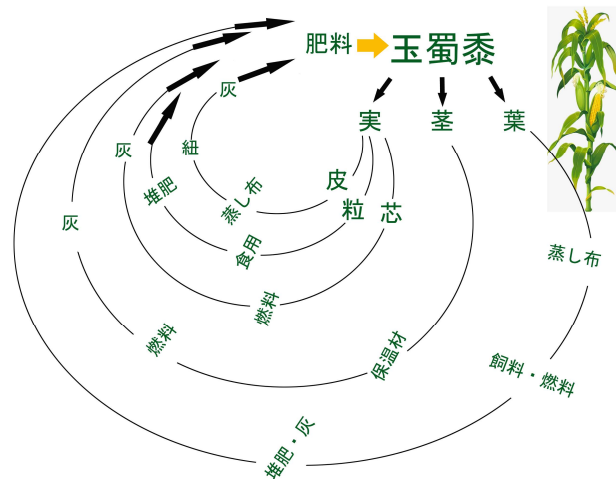 肥料
玉蜀黍
実
茎
葉
皮
蒸し布
紐
灰
粒
食用
堆肥
芯
燃料
灰
保温材
燃料
灰
蒸し布
飼料・燃料
堆肥・灰